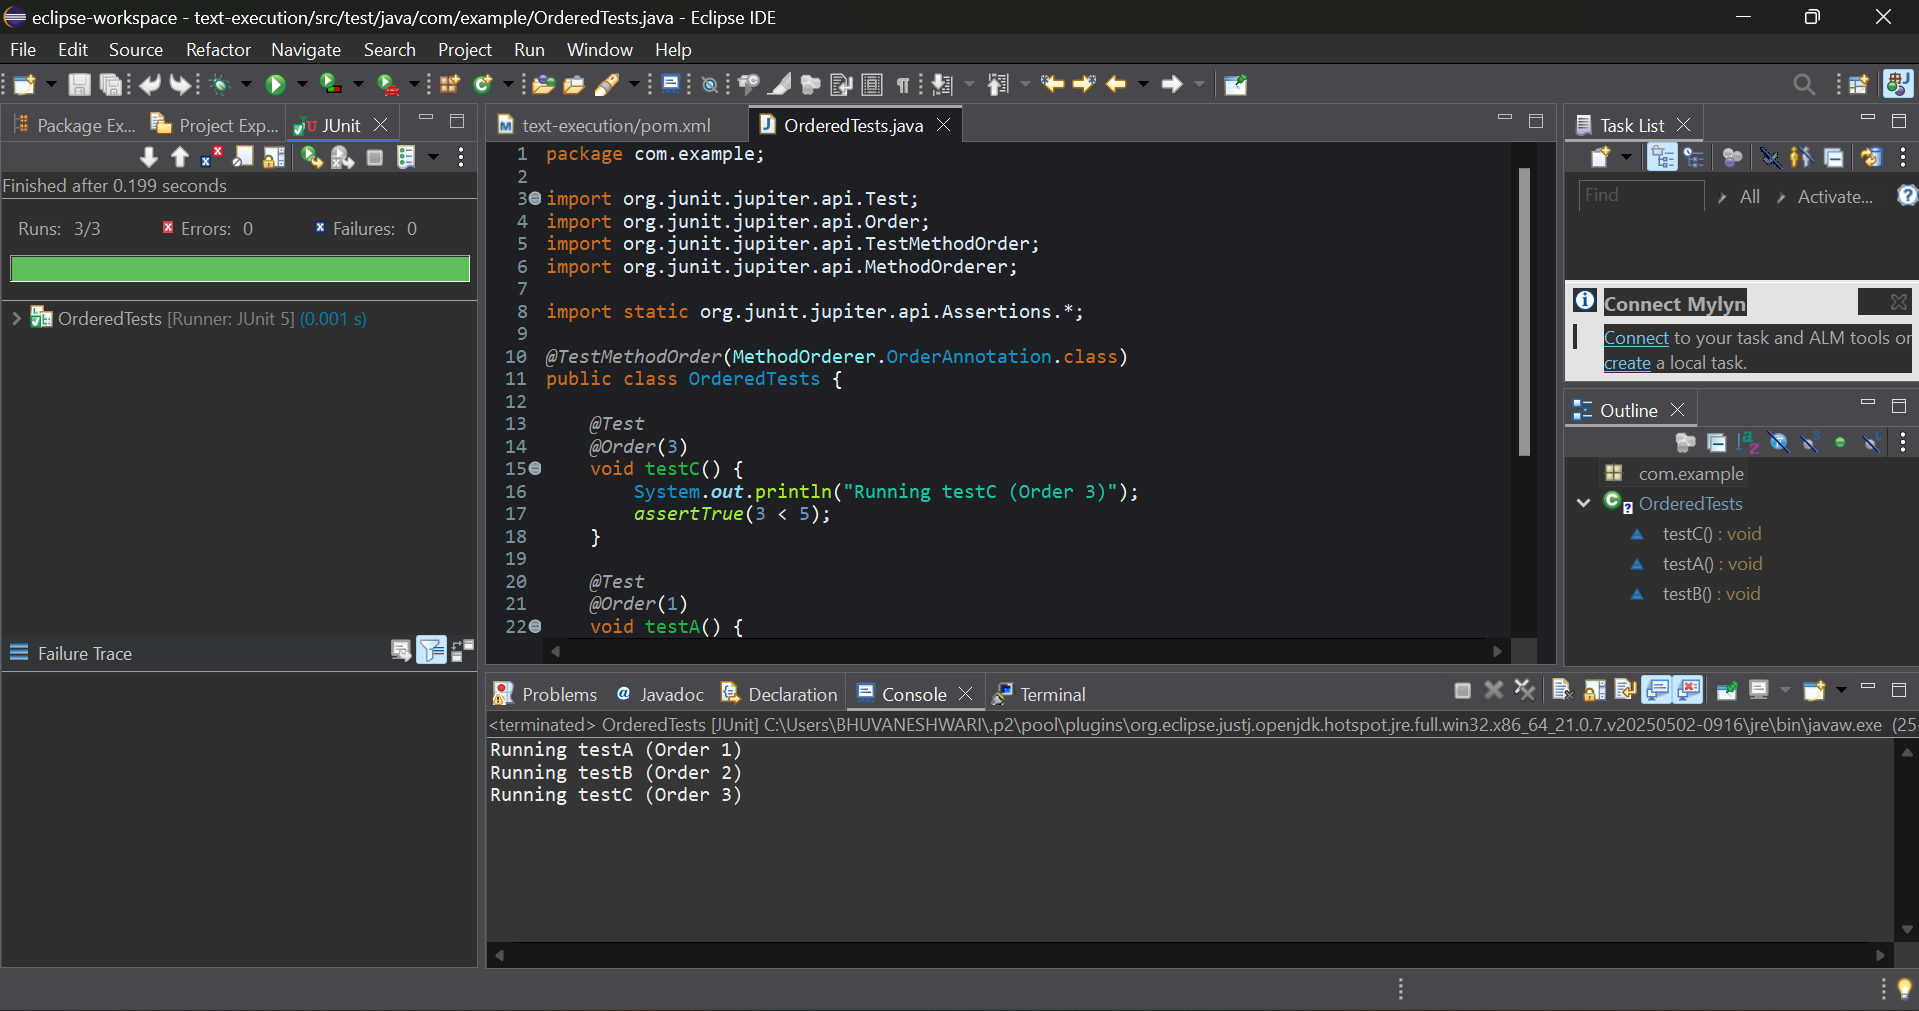 eclipse-workspace - text-execution/src/test/java/com/example/OrderedTests.java - Eclipse IDE
File Edit Source Refactor Navigate Search Project Run Window Help
Package Ex... Project Exp... JUnit
Finished after 0.199 seconds
Runs: 3/3 Errors: 0 Failures: 0
OrderedTests [Runner: JUnit 5] (0.001 s)
Failure Trace
text-execution/pom.xml OrderedTests.java
1 package com.example;
2
3 import org.junit.jupiter.api.Test;
4 import org.junit.jupiter.api.Order;
5 import org.junit.jupiter.api.TestMethodOrder;
6 import org.junit.jupiter.api.MethodOrderer;
7
8 import static org.junit.jupiter.api.Assertions.*;
9
10 @TestMethodOrder(MethodOrderer.OrderAnnotation.class)
11 public class OrderedTests {
12
13 @Test
14 @Order(3)
15 void testC() {
16 System.out.println("Running testC (Order 3)");
17 assertTrue(3 < 5);
18 }
19
20 @Test
21 @Order(1)
22 void testA() {
Task List
Find All Activate...
Connect Mylyn
Connect to your task and ALM tools or
create a local task.
Outline
com.example
OrderedTests
testC() : void
testA() : void
testB() : void
Problems Javadoc Declaration Console Terminal
<terminated> OrderedTests [JUnit] C:\Users\BHUVANESHWARI\.p2\pool\plugins\org.eclipse.justj.openjdk.hotspot.jre.full.win32.x86_64_21.0.7.v20250502-0916\jre\bin\javaw.exe (25-
Running testA (Order 1)
Running testB (Order 2)
Running testC (Order 3)